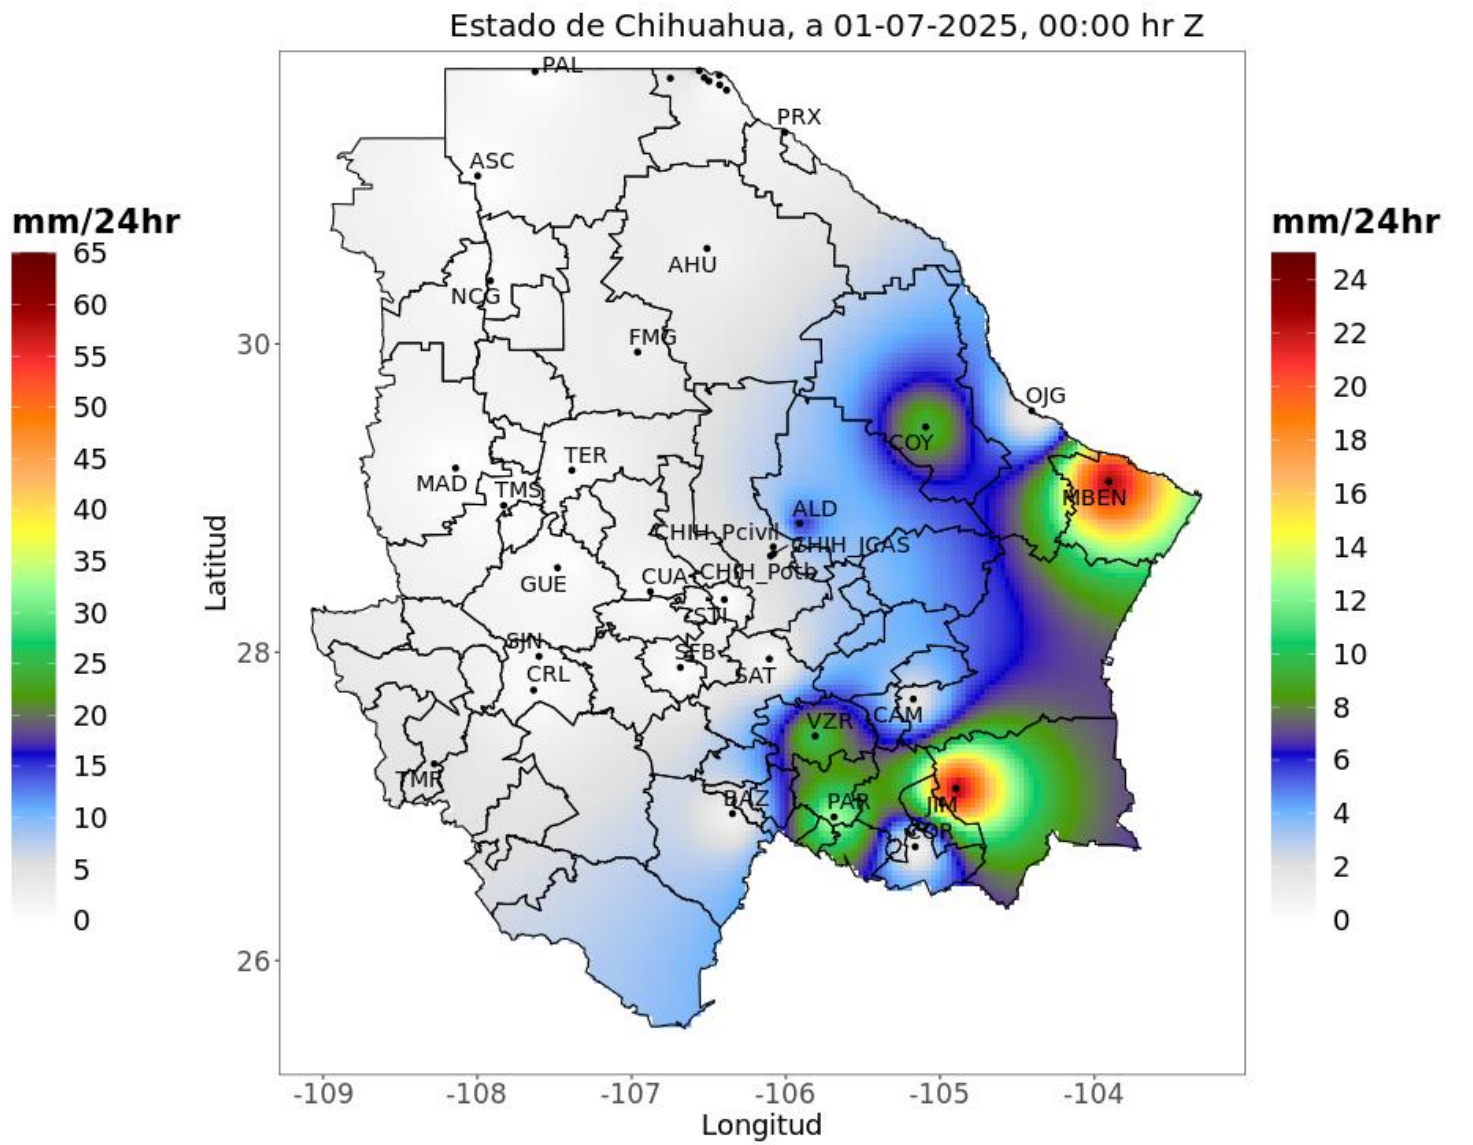 Estado de Chihuahua, a 01-07-2025, 00:00 hr Z
mm/24hr
65
60
55
50
45
40
35
30
25
20
15
10
5
0
mm/24hr
24
22
20
18
16
14
12
10
8
6
4
2
0
Latitud
30
28
26
PAL
PRX
ASC
AHU
NCG
FMG
OJG
COY
TER
MAD
TMS
MBEN
ALD
CHIH_Pcivil
CHIH_JCAS
CHIH_Potb
GUE
CUA
STI
SJN
SFB
CRL
SAT
CAM
VZR
TMR
BAZ
PAR
JIM
COR
-109
-108
-107
-106
-105
-104
Longitud